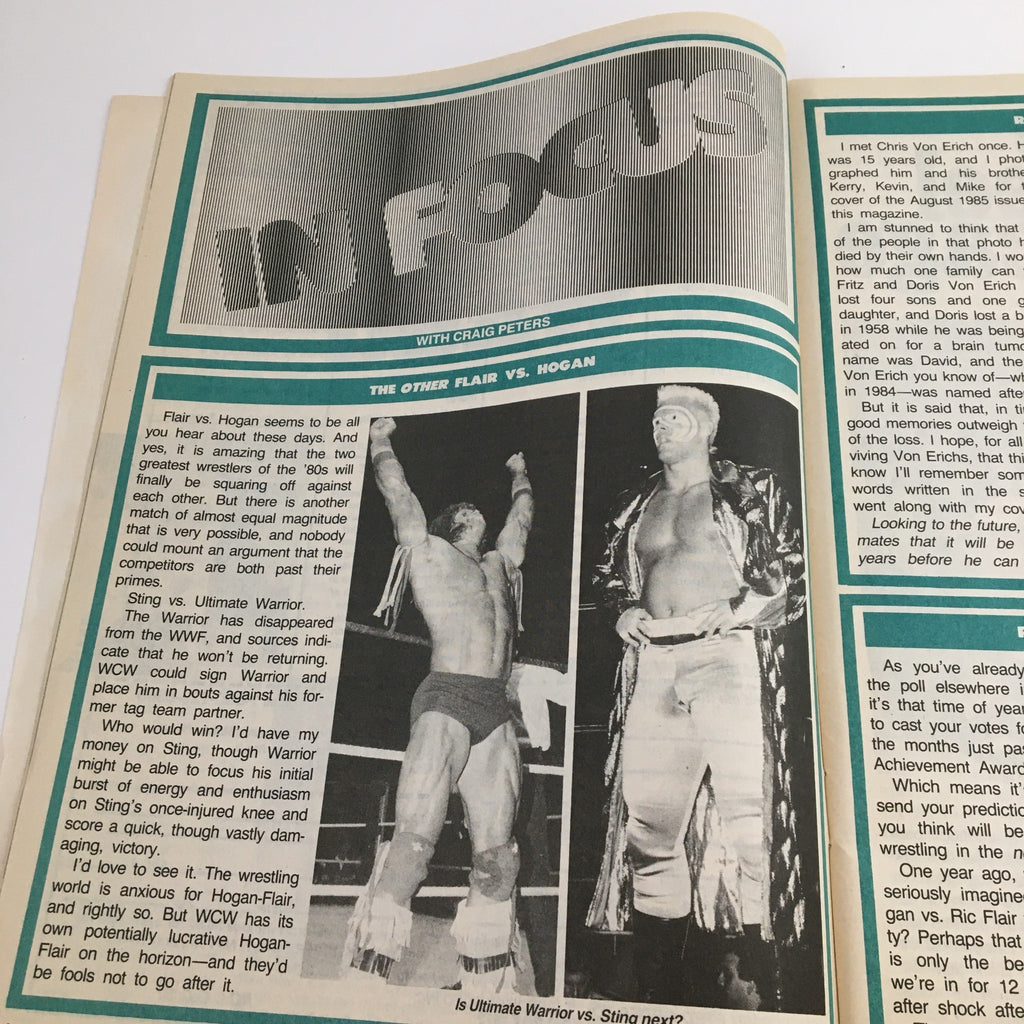 IN FOCUS
WITH CRAIG PETERS
THE OTHER FLAIR VS. HOGAN
Flair vs. Hogan seems to be all
you hear about these days. And
yes, it is amazing that the two
greatest wrestlers of the '80s will
finally be squaring off against
each other. But there is another
match of almost equal magnitude
that is very possible, and nobody
could mount an argument that the
competitors are both past their
primes.
Sting vs. Ultimate Warrior.
The Warrior has disappeared
from the WWF, and sources indi-
cate that he won't be returning.
WCW could sign Warrior and
place him in bouts against his for-
mer tag team partner.
Who would win? I'd have my
money on Sting, though Warrior
might be able to focus his initial
burst of energy and enthusiasm
on Sting's once-injured knee and
score a quick, though vastly dam-
aging, victory.
I'd love to see it. The wrestling
world is anxious for Hogan-Flair,
and rightly so. But WCW has its
own potentially lucrative Hogan-
Flair on the horizon—and they'd
be fools not to go after it.
Is Ultimate Warrior vs. Sting next?
I met Chris Von Erich once. H
was 15 years old, and I phot
graphed him and his brothe
Kerry, Kevin, and Mike for
cover of the August 1985 issue
this magazine.
I am stunned to think that
of the people in that photo h
died by their own hands. I wo
how much one family can
Fritz and Doris Von Erich
lost four sons and one g
daughter, and Doris lost a b
in 1958 while he was being
ated on for a brain tumo
name was David, and the
Von Erich you know of—wh
in 1984—was named afte
But it is said that, in ti
good memories outweigh
of the loss. I hope, for all
viving Von Erichs, that thi
know I'll remember som
words written in the s
went along with my cov
Looking to the future,
mates that it will be
years before he can
As you've already
the poll elsewhere i
it's that time of year
to cast your votes fo
the months just pas
Achievement Award
Which means it's
send your predictio
you think will be
wrestling in the n
One year ago,
seriously imagine
gan vs. Ric Flair
ty? Perhaps that
is only the be
we're in for 12
after shock afte